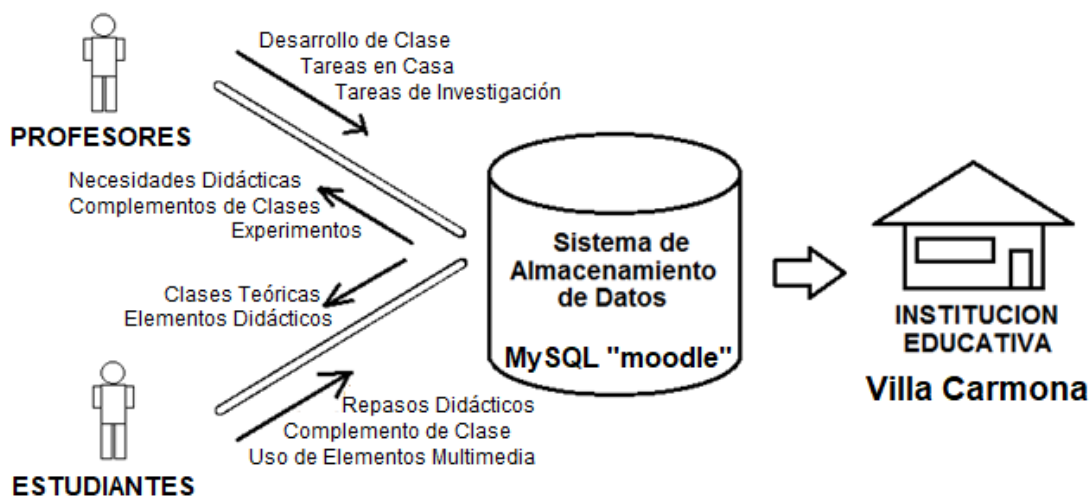 Desarrollo de Clase
Tareas en Casa
Tareas de Investigación
PROFESORES
Necesidades Didácticas
Complementos de Clases
Experimentos
Clases Teóricas
Elementos Didácticos
Repasos Didácticos
Complemento de Clase
Uso de Elementos Multimedia
ESTUDIANTES
Sistema de
Almacenamiento
de Datos
MySQL "moodle"
INSTITUCION
EDUCATIVA
Villa Carmona